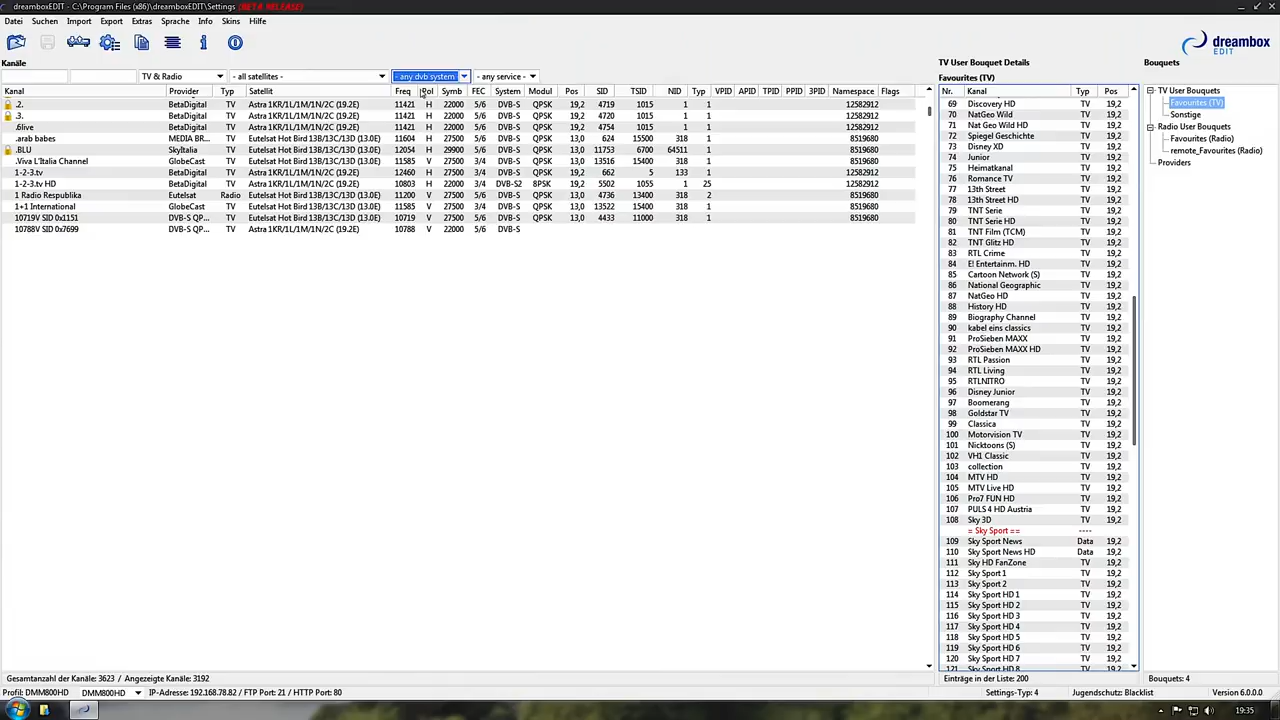 dreamboxEDIT - C:\Program Files (x86)\dreamboxEDIT\Settings (BETA RELEASE)
Datei Suchen Import Export Extras Sprache Info Skins Hilfe
dreambox EDIT
Kanäle
TV & Radio - all satellites - - any dvb system - any service -
Kanal Provider Typ Satellit Freq Pol Symb FEC System Modul Pos SID TSID NID Typ VPID APID TPID PPID 3PID Namespace Flags
.2. BetaDigital TV Astra 1KR/1L/1M/1N/2C (19.2E) 11421 H 22000 5/6 DVB-S QPSK 19,2 4719 1015 1 1 12582912
.3. BetaDigital TV Astra 1KR/1L/1M/1N/2C (19.2E) 11421 H 22000 5/6 DVB-S QPSK 19,2 4720 1015 1 1 12582912
.6live BetaDigital TV Astra 1KR/1L/1M/1N/2C (19.2E) 11421 H 22000 5/6 DVB-S QPSK 19,2 4754 1015 1 1 12582912
.arab babes MEDIA BR... TV Eutelsat Hot Bird 13B/13C/13D (13.0E) 11604 H 27500 5/6 DVB-S QPSK 13,0 624 15500 318 1 8519680
.BLU SkyItalia TV Eutelsat Hot Bird 13B/13C/13D (13.0E) 12054 H 29900 5/6 DVB-S QPSK 13,0 11753 6700 64511 1 8519680
.Viva L'Italia Channel GlobeCast TV Eutelsat Hot Bird 13B/13C/13D (13.0E) 11585 V 27500 3/4 DVB-S QPSK 13,0 13516 15400 318 1 8519680
1-2-3.tv BetaDigital TV Astra 1KR/1L/1M/1N/2C (19.2E) 12460 H 27500 3/4 DVB-S QPSK 19,2 662 5 133 1 12582912
1-2-3.tv HD BetaDigital TV Astra 1KR/1L/1M/1N/2C (19.2E) 10803 H 22000 3/4 DVB-S2 8PSK 19,2 5502 1055 1 25 12582912
1 Radio Respublika Eutelsat Radio Eutelsat Hot Bird 13B/13C/13D (13.0E) 11200 V 27500 5/6 DVB-S QPSK 13,0 4736 13400 318 2 8519680
1+1 International GlobeCast TV Eutelsat Hot Bird 13B/13C/13D (13.0E) 11585 V 27500 3/4 DVB-S QPSK 13,0 13522 15400 318 1 8519680
10719V SID 0x1151 DVB-S QP... TV Eutelsat Hot Bird 13B/13C/13D (13.0E) 10719 V 27500 5/6 DVB-S QPSK 13,0 4433 11000 318 1 8519680
10788V SID 0x7699 DVB-S QP... TV Astra 1KR/1L/1M/1N/2C (19.2E) 10788 V 22000 5/6 DVB-S
Gesamtanzahl der Kanäle: 3623 / Angezeigte Kanäle: 3192
TV User Bouquet Details
Favourites (TV)
Nr. Kanal Typ Pos
69 Discovery HD TV 19,2
70 NatGeo Wild TV 19,2
71 Nat Geo Wild HD TV 19,2
72 Spiegel Geschichte TV 19,2
73 Disney XD TV 19,2
74 Junior TV 19,2
75 Heimatkanal TV 19,2
76 Romance TV TV 19,2
77 13th Street TV 19,2
78 13th Street HD TV 19,2
79 TNT Serie TV 19,2
80 TNT Serie HD TV 19,2
81 TNT Film (TCM) TV 19,2
82 TNT Glitz HD TV 19,2
83 RTL Crime TV 19,2
84 E! Entertainm. HD TV 19,2
85 Cartoon Network (S) TV 19,2
86 National Geographic TV 19,2
87 NatGeo HD TV 19,2
88 History HD TV 19,2
89 Biography Channel TV 19,2
90 kabel eins classics TV 19,2
91 ProSieben MAXX TV 19,2
92 ProSieben MAXX HD TV 19,2
93 RTL Passion TV 19,2
94 RTL Living TV 19,2
95 RTLNITRO TV 19,2
96 Disney Junior TV 19,2
97 Boomerang TV 19,2
98 Goldstar TV TV 19,2
99 Classica TV 19,2
100 Motorvision TV TV 19,2
101 Nicktoons (S) TV 19,2
102 VH1 Classic TV 19,2
103 collection TV 19,2
104 MTV HD TV 19,2
105 MTV Live HD TV 19,2
106 Pro7 FUN HD TV 19,2
107 PULS 4 HD Austria TV 19,2
108 Sky 3D TV 19,2
= Sky Sport == ----
109 Sky Sport News Data 19,2
110 Sky Sport News HD Data 19,2
111 Sky HD FanZone TV 19,2
112 Sky Sport 1 TV 19,2
113 Sky Sport 2 TV 19,2
114 Sky Sport HD 1 TV 19,2
115 Sky Sport HD 2 TV 19,2
116 Sky Sport HD 3 TV 19,2
117 Sky Sport HD 4 TV 19,2
118 Sky Sport HD 5 TV 19,2
119 Sky Sport HD 6 TV 19,2
120 Sky Sport HD 7 TV 19,2
121 Sky Sport HD 8 TV 19,2
Einträge in der Liste: 200
Bouquets
TV User Bouquets
Favourites (TV)
Sonstige
Radio User Bouquets
Favourites (Radio)
remote_Favourites (Radio)
Providers
Bouquets: 4
Profil: DMM800HD DMM800HD IP-Adresse: 192.168.78.82 / FTP Port: 21 / HTTP Port: 80 Settings-Typ: 4 Jugendschutz: Blacklist Version 6.0.0.0
19:35